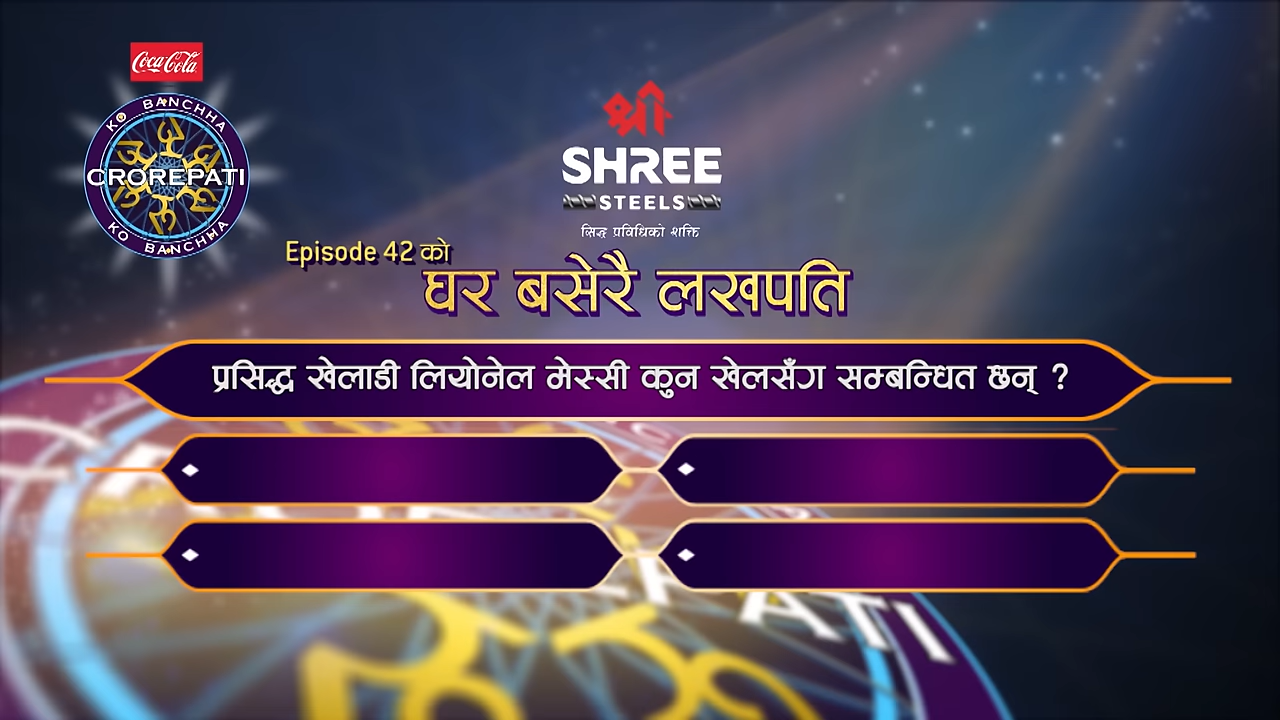 Coca-Cola
KO BANCHHA
CROREPATI
KO BANCHHA
श्री
SHREE
STEELS
सिद्ध प्रविधिको शक्ति
Episode 42 को
घर बसेरै लखपति
प्रसिद्ध खेलाडी लियोनेल मेस्सी कुन खेलसँग सम्बन्धित छन् ?
PATI